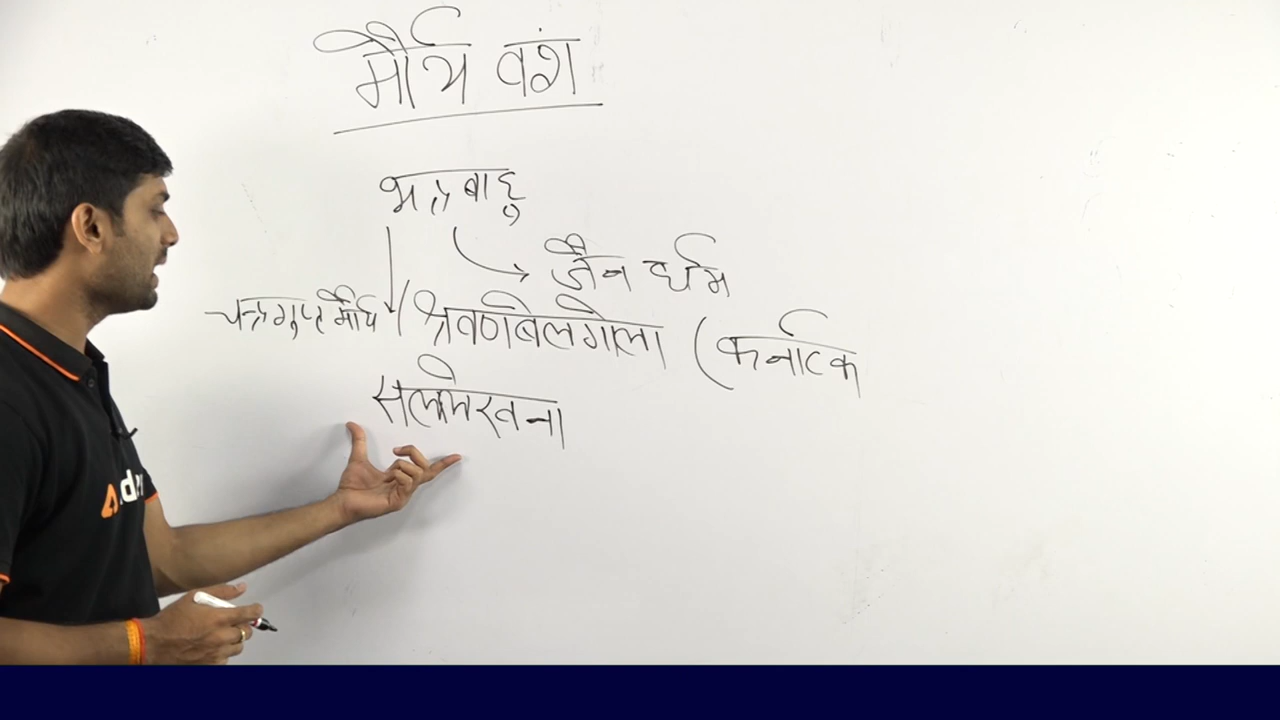 मौर्य वंश
भद्रबाहु
जैन धर्म
चन्द्रगुप्त मौर्य / श्रवणबेलगोला (कर्नाटक
सलेमेखना